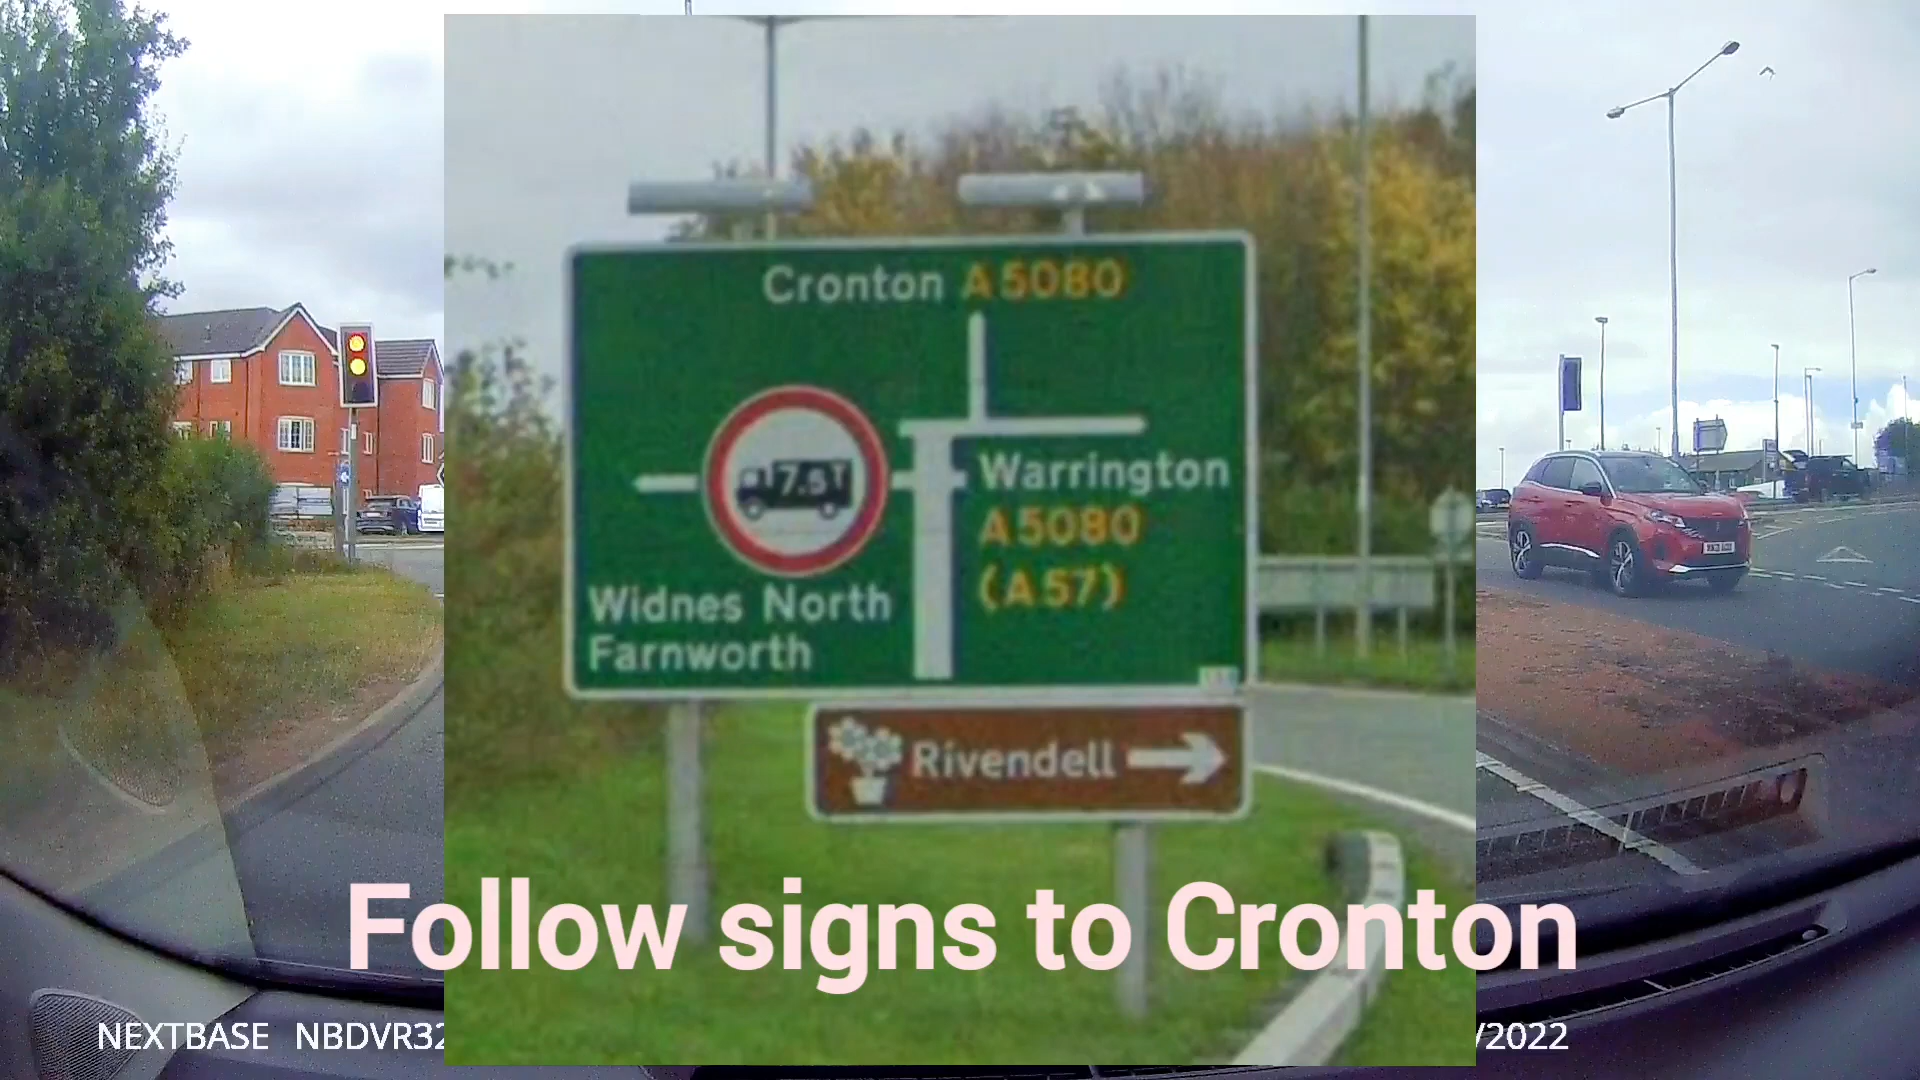 Cronton A5080
7.5T
Warrington
A5080
(A57)
Widnes North
Farnworth
Rivendell
Follow signs to Cronton
NEXTBASE NBDVR32
/2022